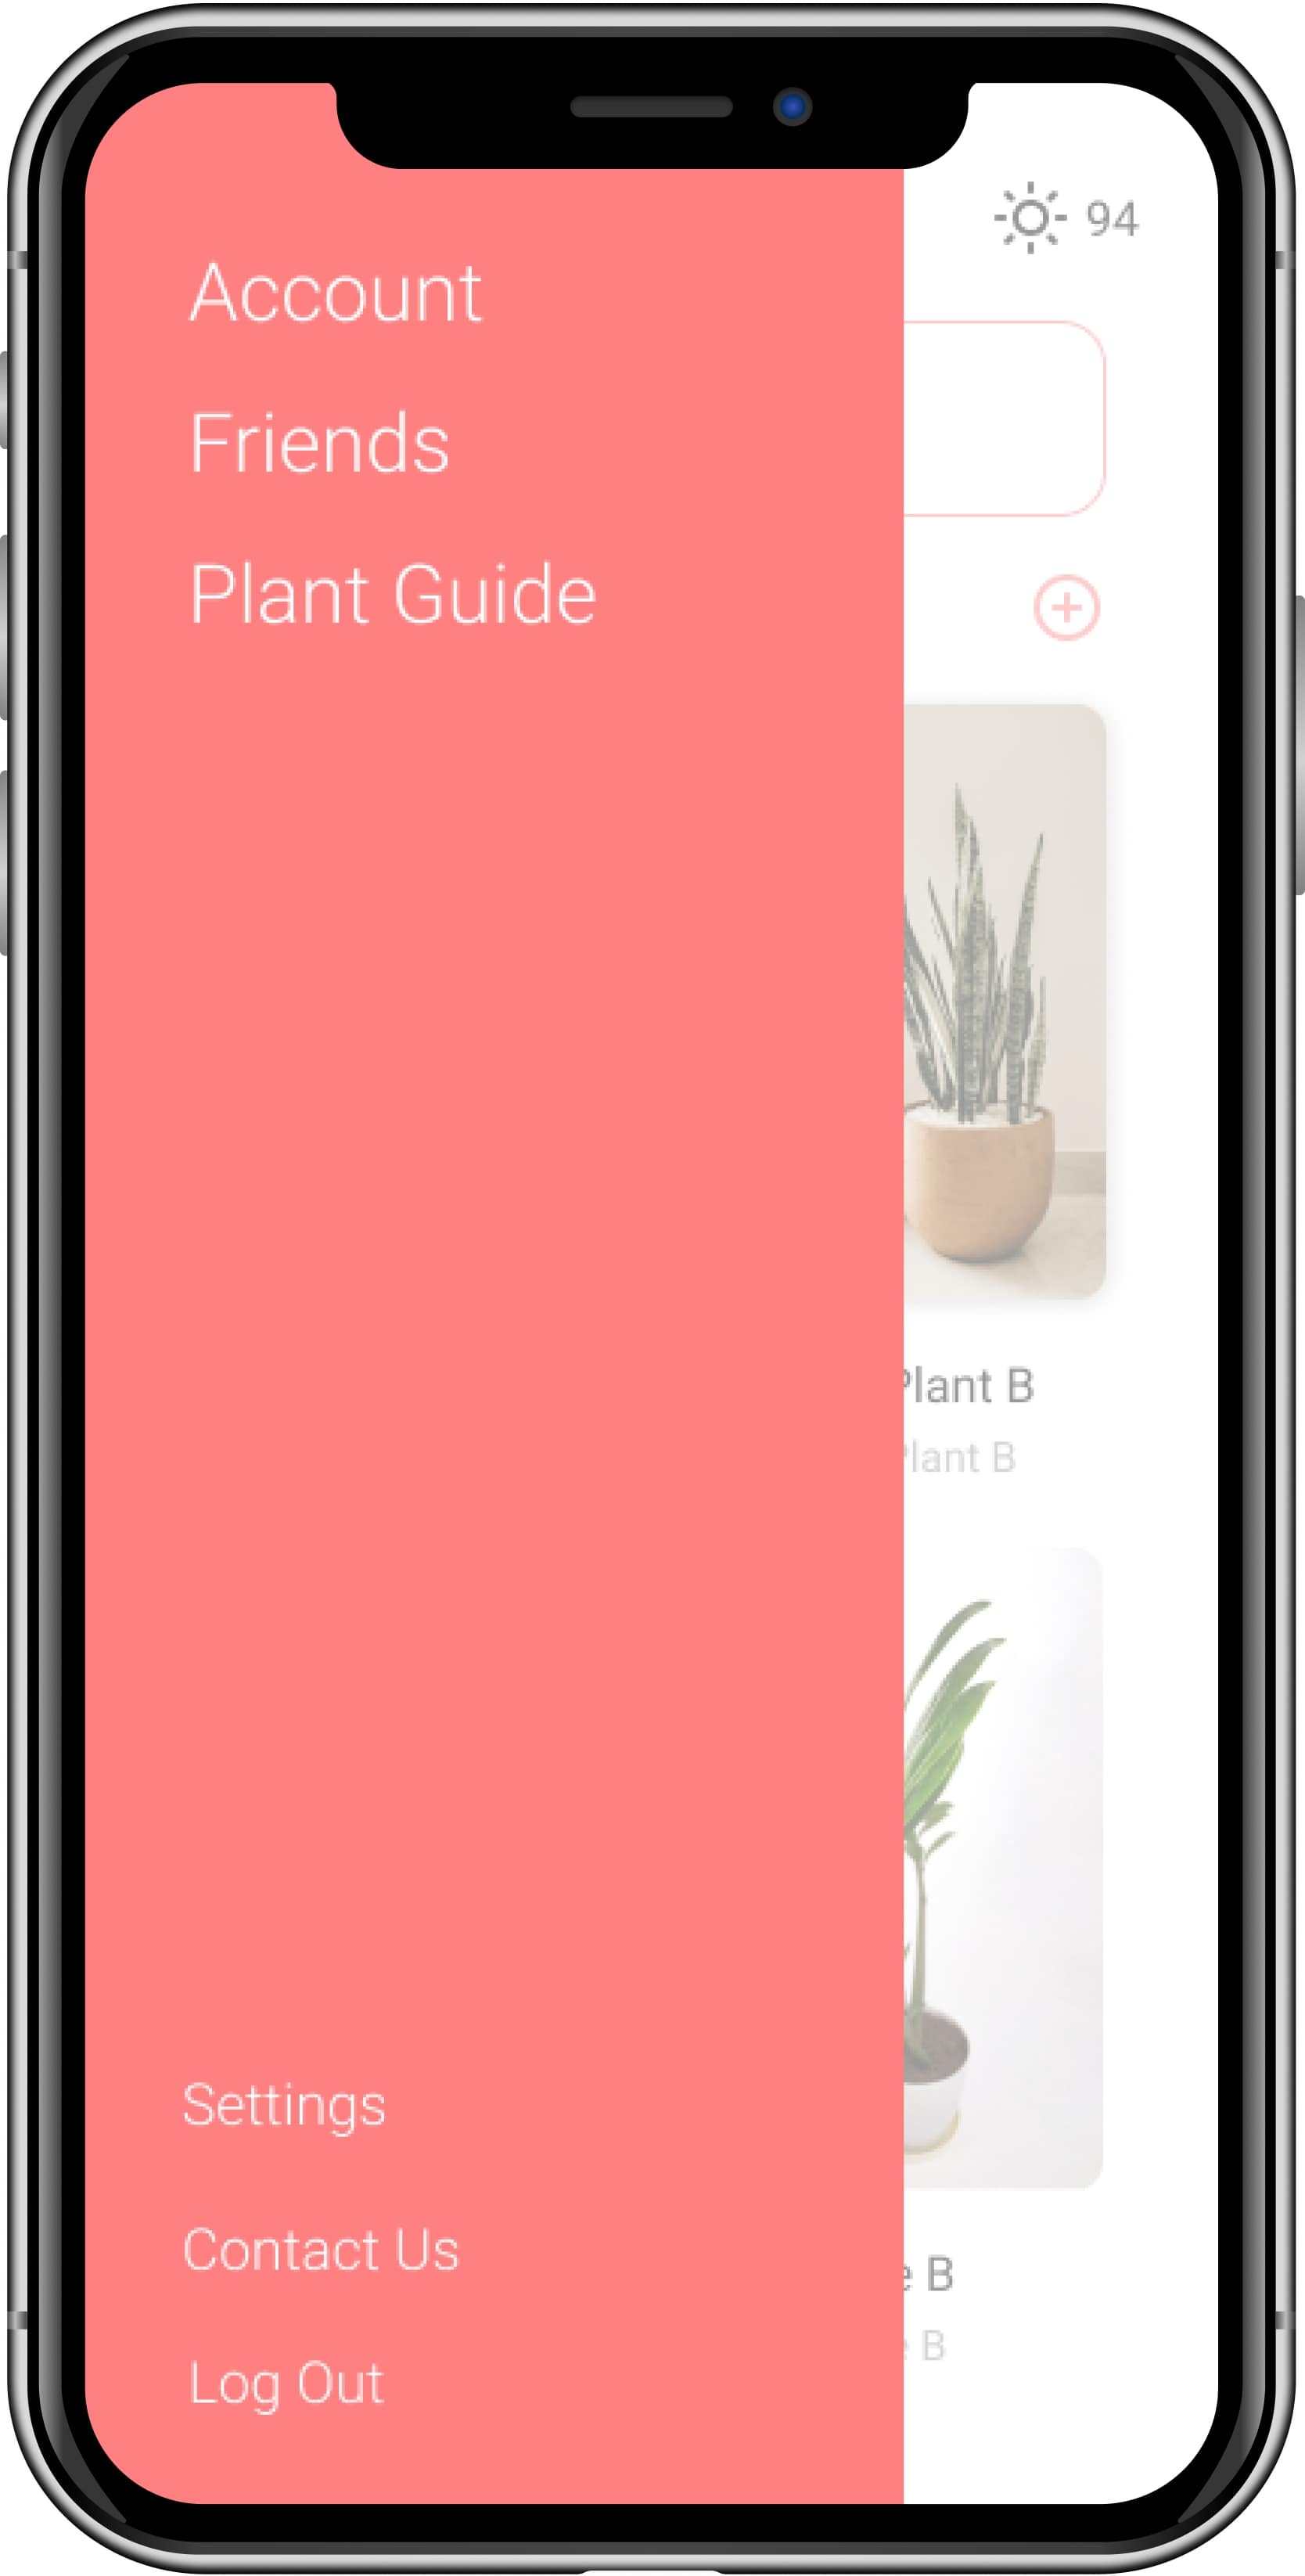 94
Account
Friends
Plant Guide
Plant B
Plant B
Settings
Contact Us
e B
e B
Log Out